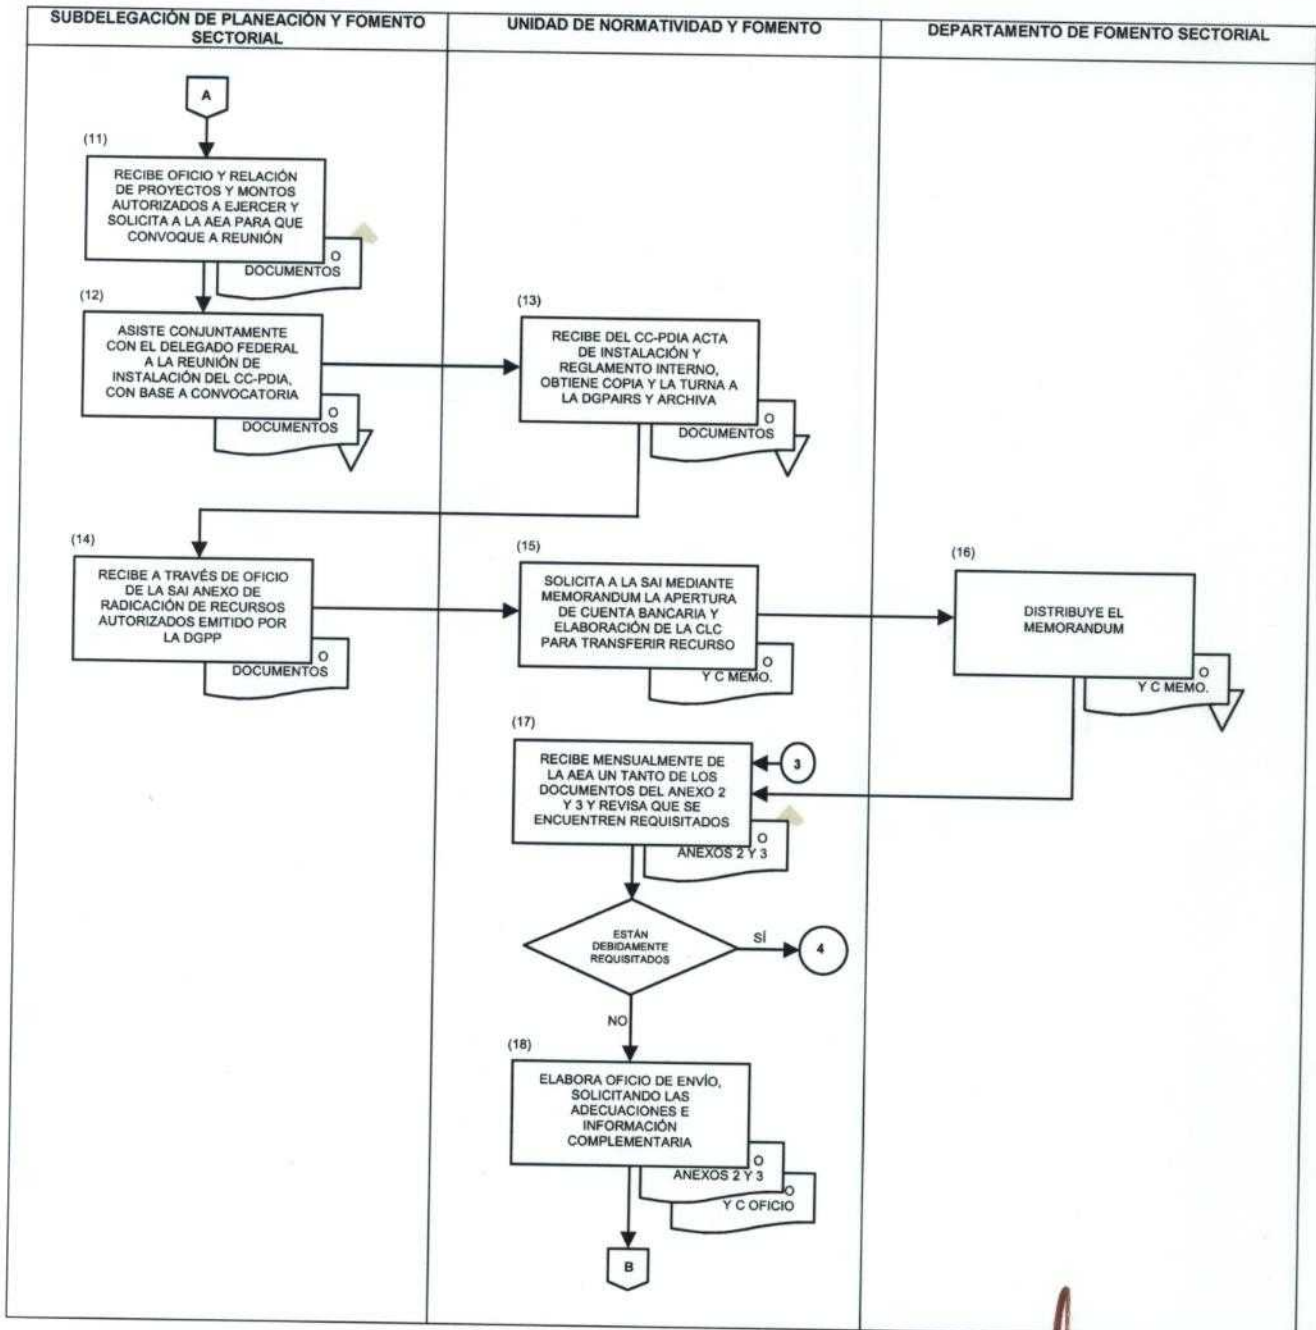 SUBDELEGACIÓN DE PLANEACIÓN Y FOMENTO
SECTORIAL
UNIDAD DE NORMATIVIDAD Y FOMENTO
DEPARTAMENTO DE FOMENTO SECTORIAL
A
(11)
RECIBE OFICIO Y RELACIÓN
DE PROYECTOS Y MONTOS
AUTORIZADOS A EJERCER Y
SOLICITA A LA AEA PARA QUE
CONVOQUE A REUNIÓN
O
DOCUMENTOS
(12)
ASISTE CONJUNTAMENTE
CON EL DELEGADO FEDERAL
A LA REUNIÓN DE
INSTALACIÓN DEL CC-PDIA,
CON BASE A CONVOCATORIA
O
DOCUMENTOS
(13)
RECIBE DEL CC-PDIA ACTA
DE INSTALACIÓN Y
REGLAMENTO INTERNO,
OBTIENE COPIA Y LA TURNA A
LA DGPAIRS Y ARCHIVA
O
DOCUMENTOS
(14)
RECIBE A TRAVÉS DE OFICIO
DE LA SAI ANEXO DE
RADICACIÓN DE RECURSOS
AUTORIZADOS EMITIDO POR
LA DGPP
O
DOCUMENTOS
(15)
SOLICITA A LA SAI MEDIANTE
MEMORANDUM LA APERTURA
DE CUENTA BANCARIA Y
ELABORACIÓN DE LA CLC
PARA TRANSFERIR RECURSO
O
Y C MEMO.
(16)
DISTRIBUYE EL
MEMORANDUM
O
Y C MEMO.
(17)
RECIBE MENSUALMENTE DE
LA AEA UN TANTO DE LOS
DOCUMENTOS DEL ANEXO 2
Y 3 Y REVISA QUE SE
ENCUENTREN REQUISITADOS
3
O
ANEXOS 2 Y 3
ESTÁN
DEBIDAMENTE
REQUISITADOS
SÍ
4
NO
(18)
ELABORA OFICIO DE ENVÍO,
SOLICITANDO LAS
ADECUACIONES E
INFORMACIÓN
COMPLEMENTARIA
O
ANEXOS 2 Y 3
O
Y C OFICIO
B